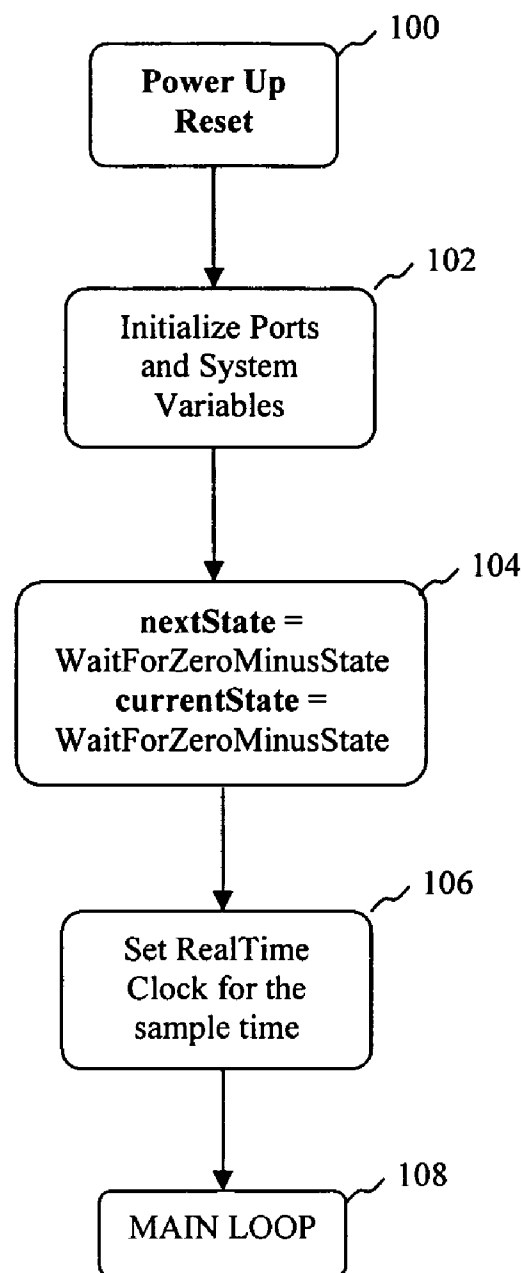 100
Power Up
Reset
102
Initialize Ports
and System
Variables
104
nextState =
WaitForZeroMinusState
currentState =
WaitForZeroMinusState
106
Set RealTime
Clock for the
sample time
108
MAIN LOOP